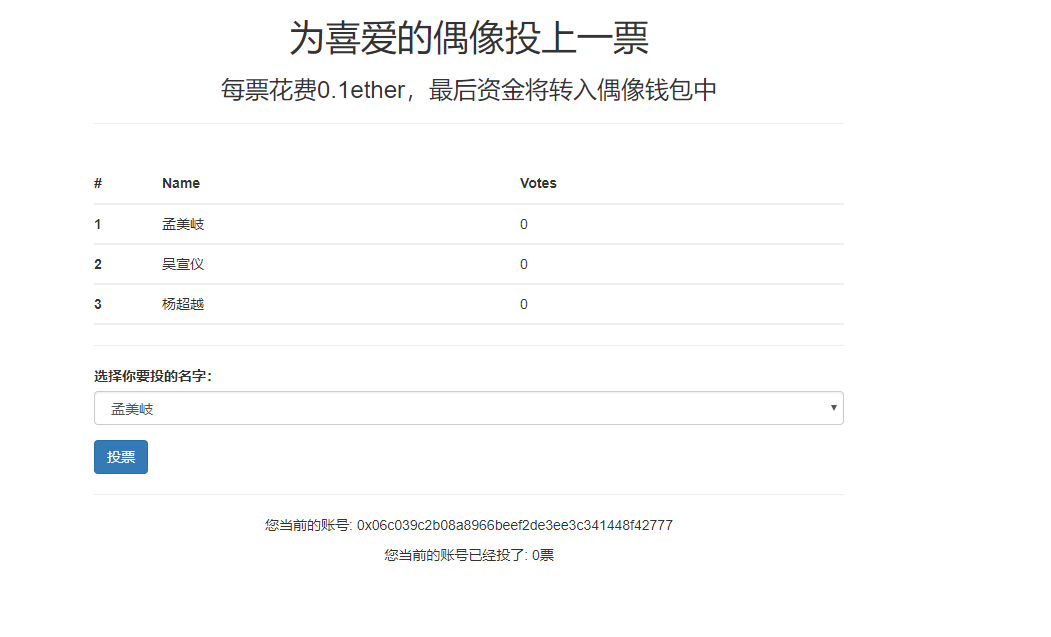 为喜爱的偶像投上一票
每票花费0.1ether，最后资金将转入偶像钱包中
# Name Votes
1 孟美岐 0
2 吴宣仪 0
3 杨超越 0
选择你要投的名字：
孟美岐
投票
您当前的账号: 0x06c039c2b08a8966beef2de3ee3c341448f42777
您当前的账号已经投了: 0票